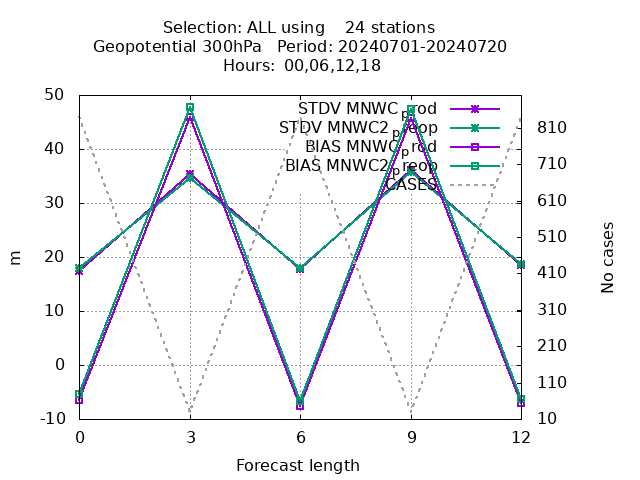 Selection: ALL using    24 stations
Geopotential 300hPa   Period: 20240701-20240720
Hours: 00,06,12,18
50
40
30
20
10
0
-10
m
STDV MNWC_prod
STDV MNWC2_preop
BIAS MNWC_prod
BIAS MNWC2_preop
CASES
810
710
610
510
410
310
210
110
10
No cases
0 3 6 9 12
Forecast length